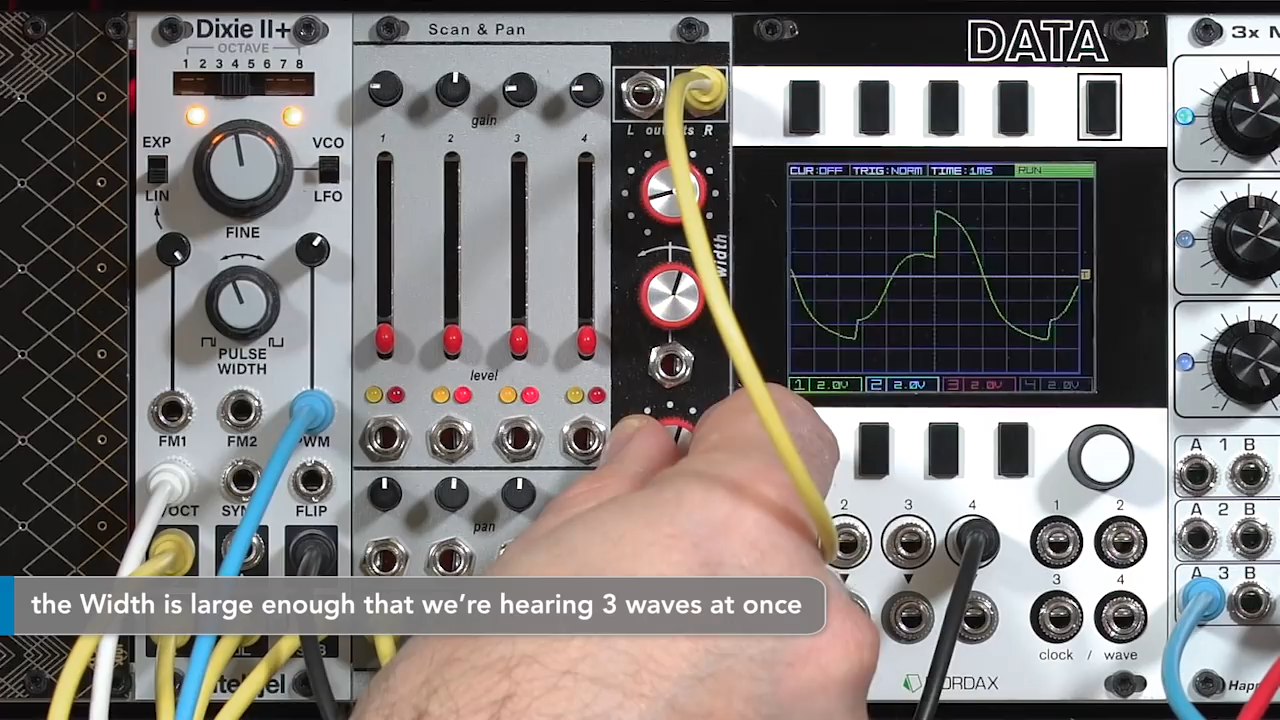 Dixie II+
OCTAVE
1 2 3 4 5 6 7 8
EXP
VCO
LIN
LFO
FINE
PULSE
WIDTH
FM1
FM2
PWM
FLIP
Scan & Pan
gain
1 2 3 4
level
pan
L outputs R
width
DATA
CUR:OFF TRIG:NORM TIME:1MS RUN
T
1 2.0V 2 2.0V 3 2.0V 4 2.0V
2 3 4
1 2
3 4
clock / wave
A 1 B
A 2 B
A 3 B
the Width is large enough that we're hearing 3 waves at once